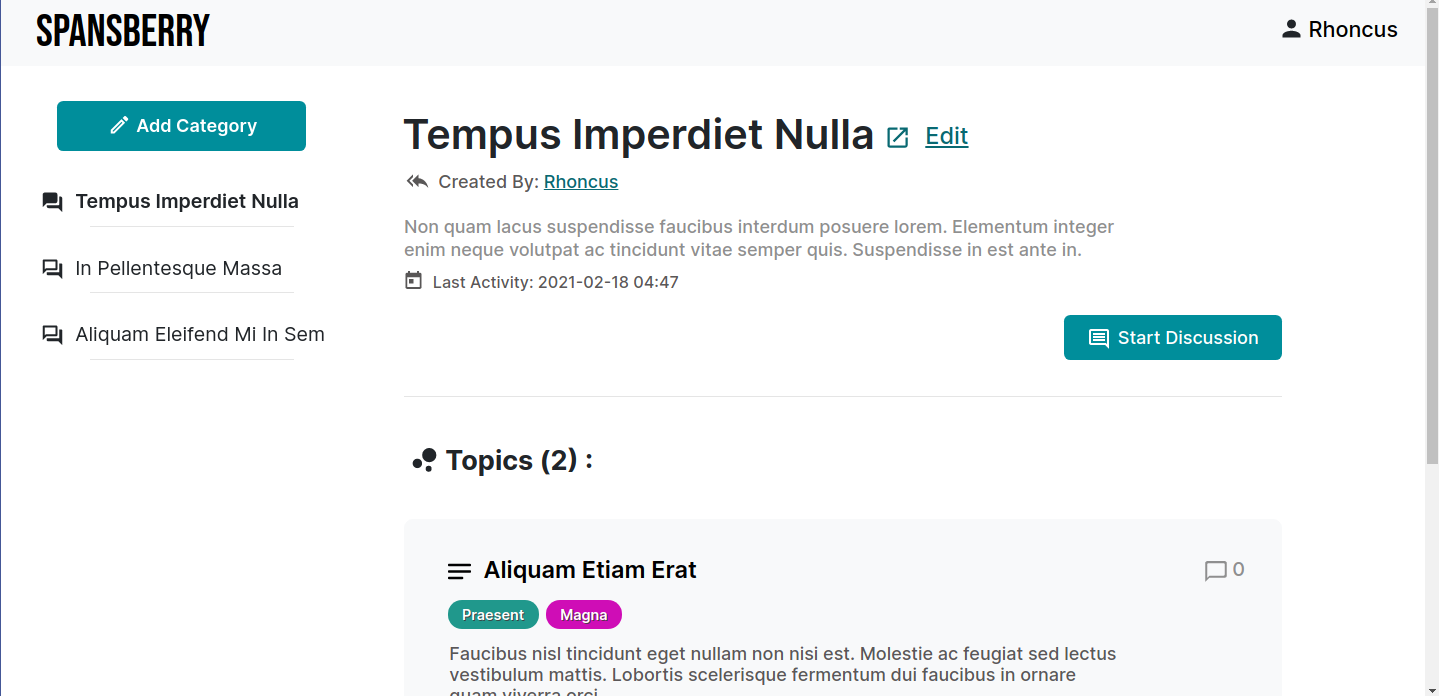 SPANSBERRY
Rhoncus
Add Category
Tempus Imperdiet Nulla
In Pellentesque Massa
Aliquam Eleifend Mi In Sem
Tempus Imperdiet Nulla Edit
Created By: Rhoncus
Non quam lacus suspendisse faucibus interdum posuere lorem. Elementum integer
enim neque volutpat ac tincidunt vitae semper quis. Suspendisse in est ante in.
Last Activity: 2021-02-18 04:47
Start Discussion
Topics (2) :
Aliquam Etiam Erat
0
Praesent
Magna
Faucibus nisl tincidunt eget nullam non nisi est. Molestie ac feugiat sed lectus
vestibulum mattis. Lobortis scelerisque fermentum dui faucibus in ornare
quam viverra orci.